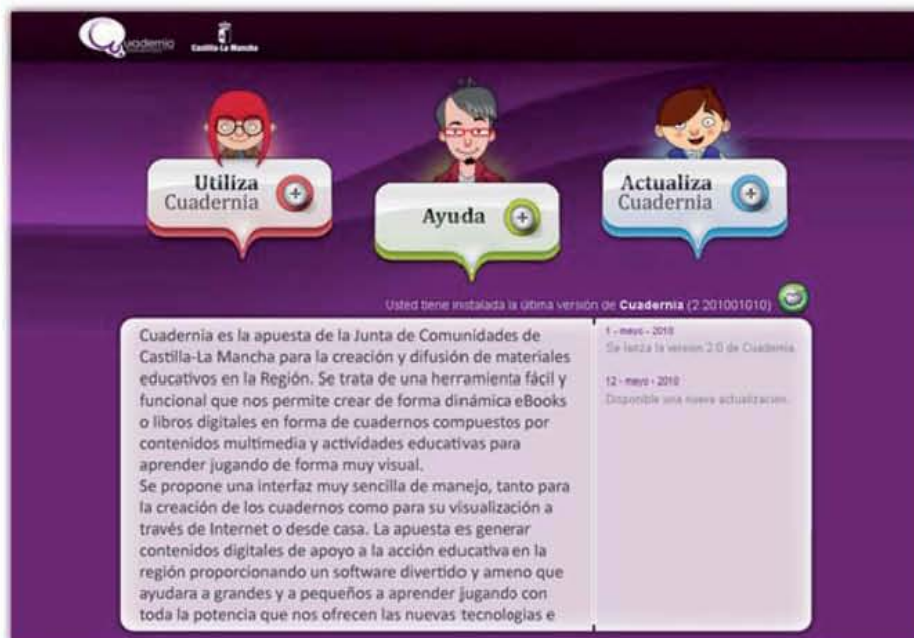 Cuadernia
Castilla-La Mancha
Utiliza
Cuadernia
Ayuda
Actualiza
Cuadernia
Usted tiene instalada la última versión de Cuadernia (2.201001010)
Cuadernia es la apuesta de la Junta de Comunidades de
Castilla-La Mancha para la creación y difusión de materiales
educativos en la Región. Se trata de una herramienta fácil y
funcional que nos permite crear de forma dinámica eBooks
o libros digitales en forma de cuadernos compuestos por
contenidos multimedia y actividades educativas para
aprender jugando de forma muy visual.
Se propone una interfaz muy sencilla de manejo, tanto para
la creación de los cuadernos como para su visualización a
través de Internet o desde casa. La apuesta es generar
contenidos digitales de apoyo a la acción educativa en la
región proporcionando un software divertido y ameno que
ayudara a grandes y a pequeños a aprender jugando con
toda la potencia que nos ofrecen las nuevas tecnologias e
1 - mayo - 2010
Se lanza la version 2.0 de Cuadernia.
12 - mayo - 2010
Disponible una nueva actualizacion.